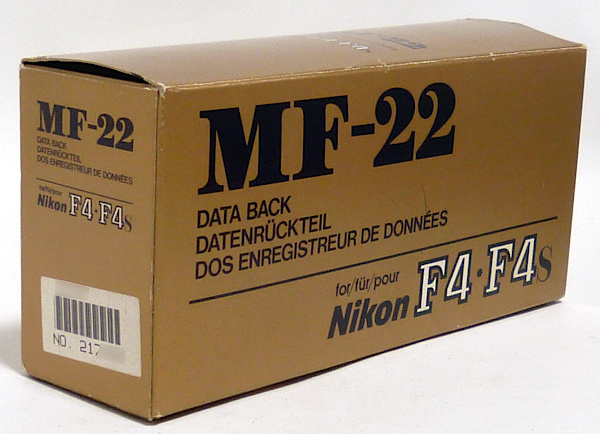 MF-22
DATA BACK
DATENRÜCKTEIL
DOS ENREGISTREUR DE DONNÉES
for/für/pour
Nikon F4·F4s
NO. 217
MF-22
DATA BACK
DATENRÜCKTEIL
DOS ENREGISTREUR DE DONNÉES
for/für/pour
Nikon F4·F4s